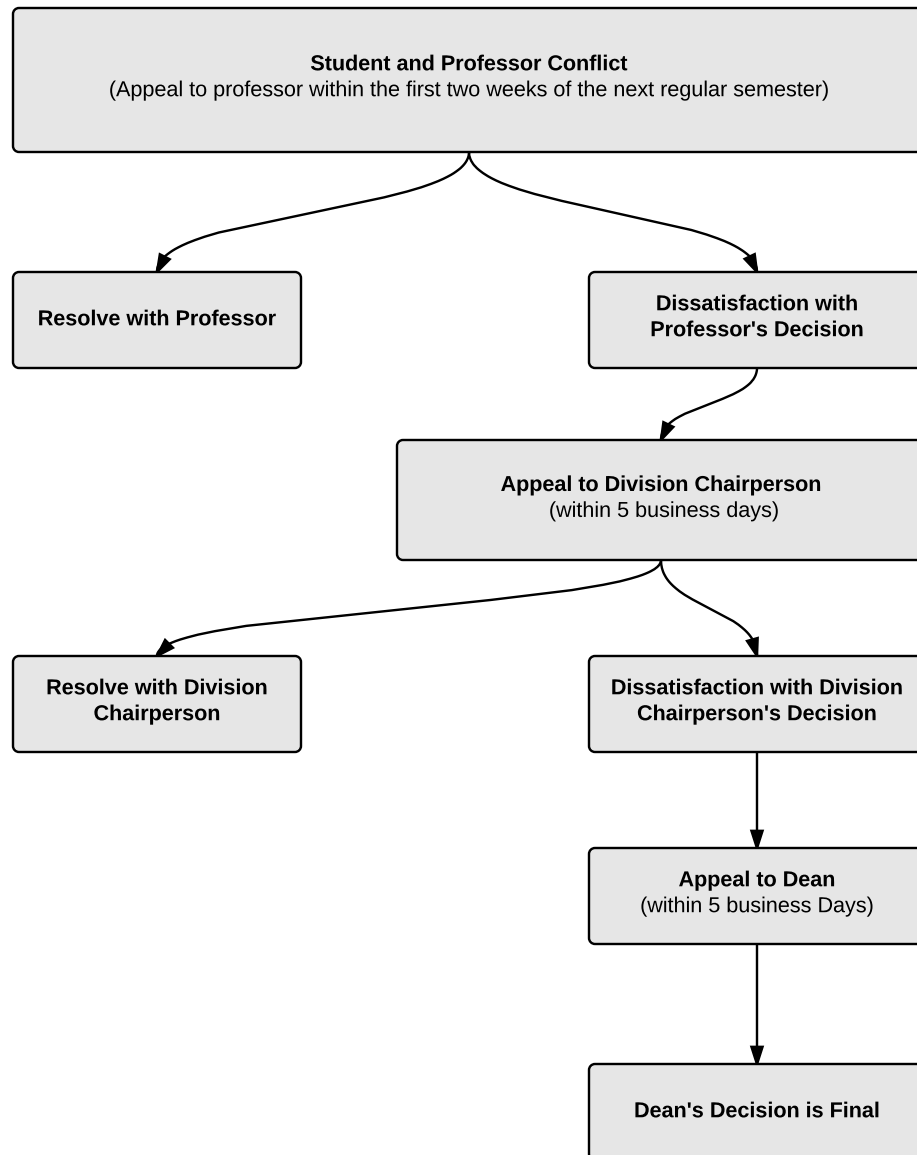 Student and Professor Conflict
(Appeal to professor within the first two weeks of the next regular semester)
Resolve with Professor
Dissatisfaction with
Professor's Decision
Appeal to Division Chairperson
(within 5 business days)
Resolve with Division
Chairperson
Dissatisfaction with Division
Chairperson's Decision
Appeal to Dean
(within 5 business Days)
Dean's Decision is Final